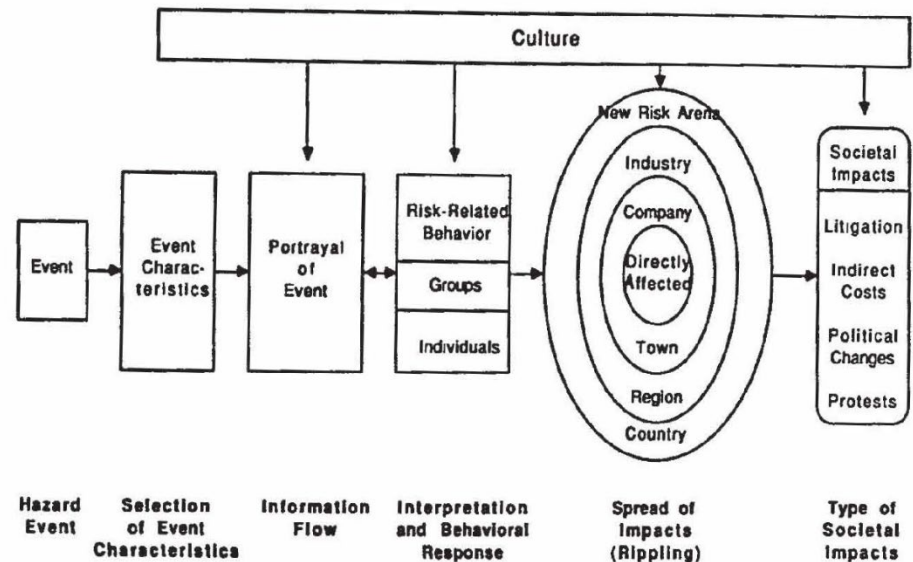 Culture
Event
Event
Charac-
teristics
Portrayal
of
Event
Risk-Related
Behavior
Groups
Individuals
New Risk Arena
Industry
Company
Directly
Affected
Town
Region
Country
Societal
Impacts
Litigation
Indirect
Costs
Political
Changes
Protests
Hazard
Event
Selection
of Event
Characteristics
Information
Flow
Interpretation
and Behavioral
Response
Spread of
Impacts
(Rippling)
Type of
Societal
Impacts